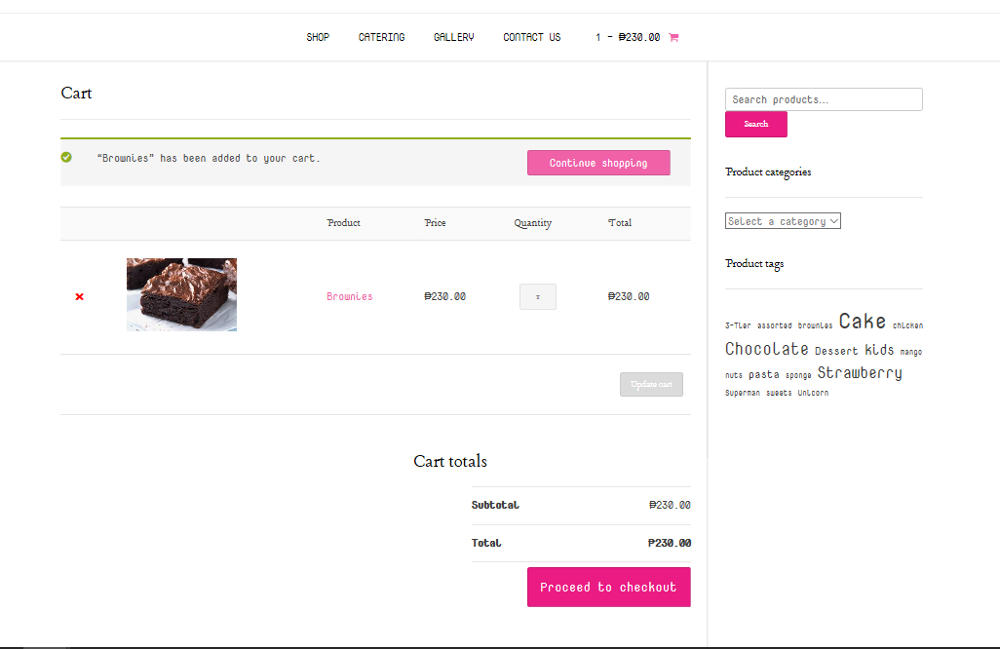 SHOP CATERING GALLERY CONTACT US 1 - ₱230.00
Cart
“Brownies” has been added to your cart.
Continue shopping
Product Price Quantity Total
Brownies ₱230.00 1 ₱230.00
Update cart
Cart totals
Subtotal ₱230.00
Total ₱230.00
Proceed to checkout
Search products...
Search
Product categories
Select a category
Product tags
3-Tier assorted brownies Cake chicken
Chocolate Dessert kids mango
nuts pasta sponge Strawberry
Superman sweets Unicorn